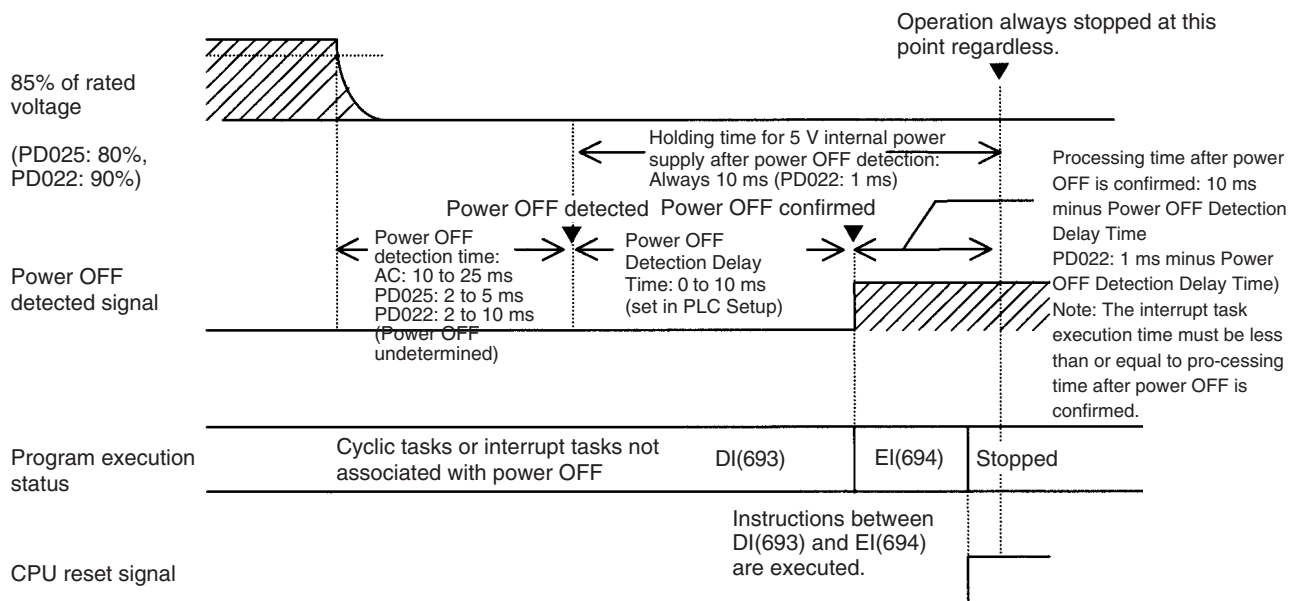 Operation always stopped at this
point regardless.
85% of rated
voltage
(PD025: 80%,
PD022: 90%)
Holding time for 5 V internal power
supply after power OFF detection:
Always 10 ms (PD022: 1 ms)
Processing time after power
OFF is confirmed: 10 ms
minus Power OFF Detection
Delay Time
PD022: 1 ms minus Power
OFF Detection Delay Time)
Note: The interrupt task
execution time must be less
than or equal to pro-cessing
time after power OFF is
confirmed.
Power OFF detected
Power OFF confirmed
Power OFF
detection time:
AC: 10 to 25 ms
PD025: 2 to 5 ms
PD022: 2 to 10 ms
(Power OFF
undetermined)
Power OFF
Detection Delay
Time: 0 to 10 ms
(set in PLC Setup)
Power OFF
detected signal
Program execution
status
Cyclic tasks or interrupt tasks not
associated with power OFF
DI(693)
EI(694)
Stopped
Instructions between
DI(693) and EI(694)
are executed.
CPU reset signal